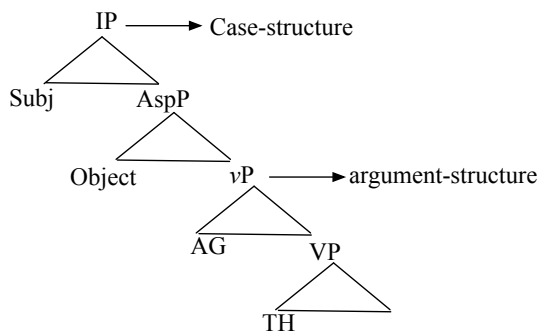 IP Case-structure
Subj AspP
Object vP argument-structure
AG VP
TH